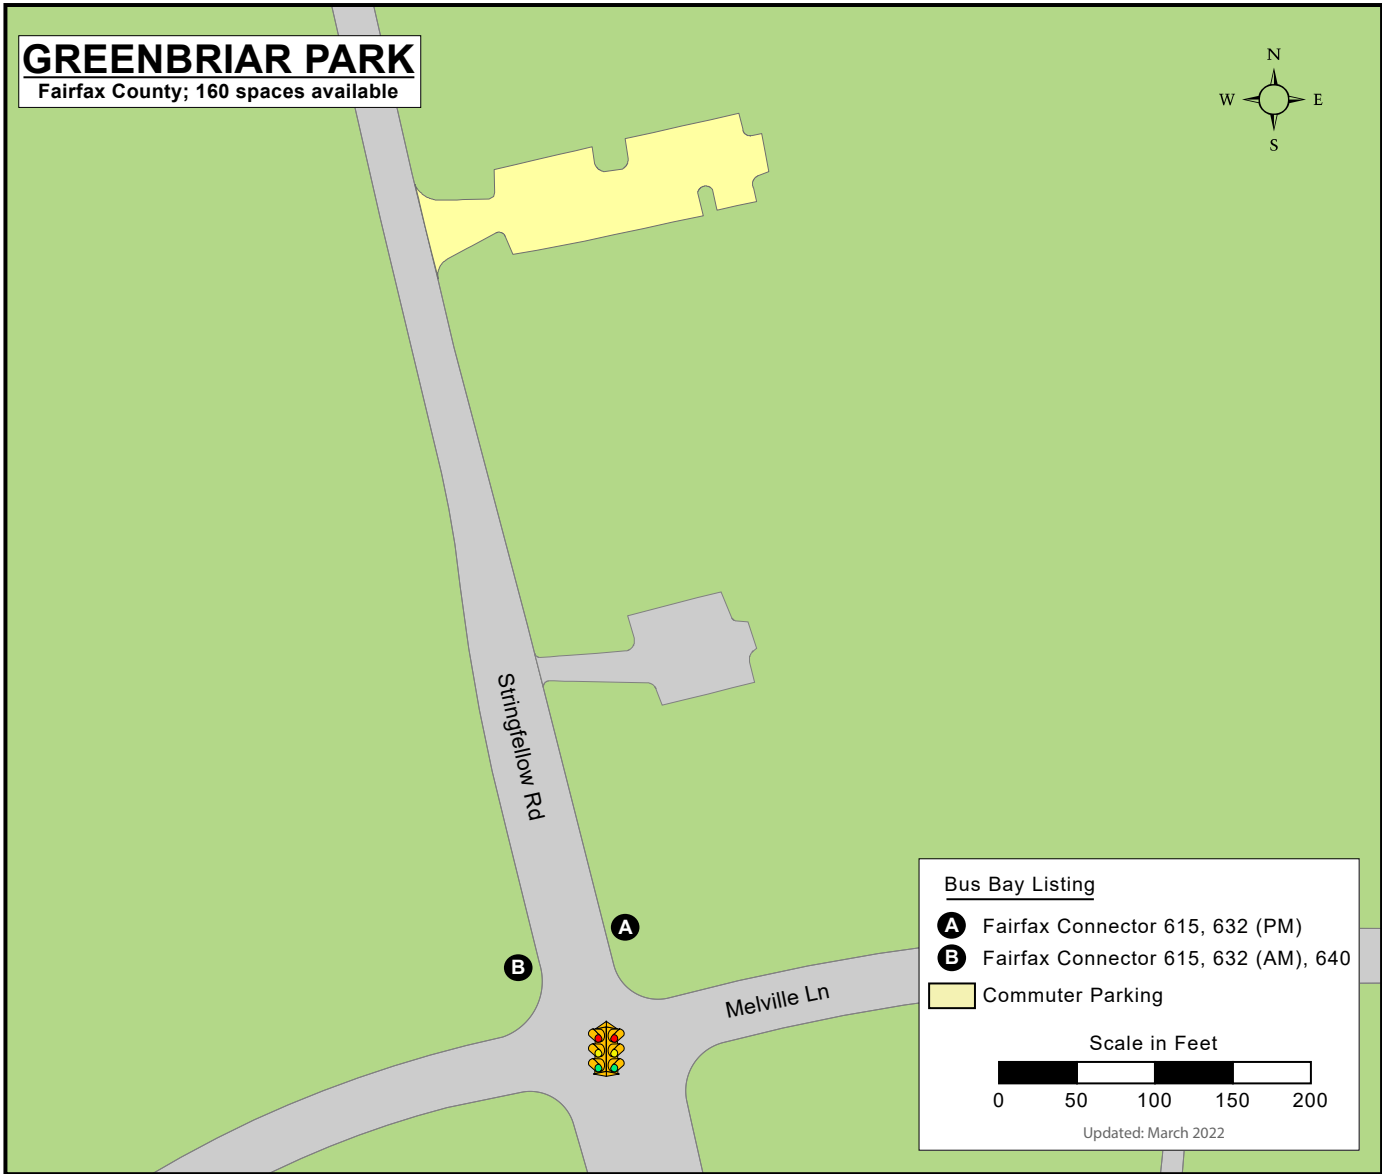 GREENBRIAR PARK
Fairfax County; 160 spaces available
N
W E
S
Stringfellow Rd
A
B
Melville Ln
Bus Bay Listing
A Fairfax Connector 615, 632 (PM)
B Fairfax Connector 615, 632 (AM), 640
Commuter Parking
Scale in Feet
0 50 100 150 200
Updated: March 2022